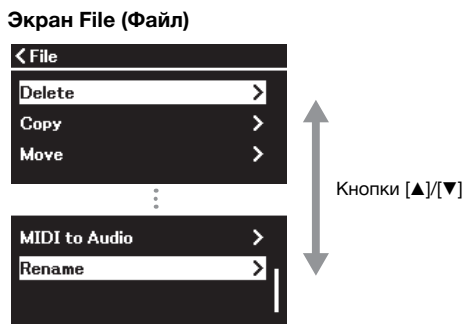 Экран File (Файл)
File
Delete
Copy
Move
Кнопки [▲]/[▼]
MIDI to Audio
Rename